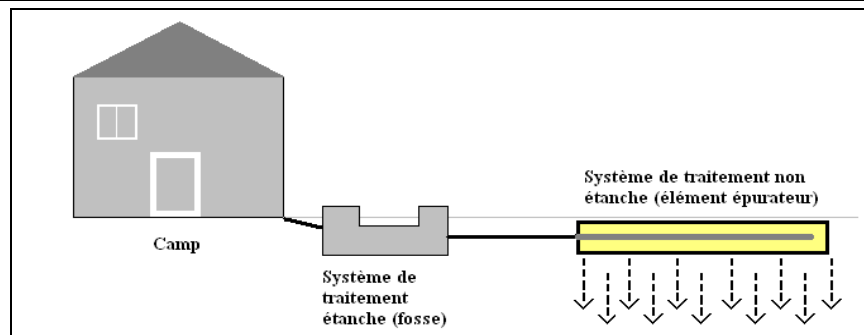 Système de traitement non
étanche (élément épurateur)
Camp
Système de
traitement
étanche (fosse)